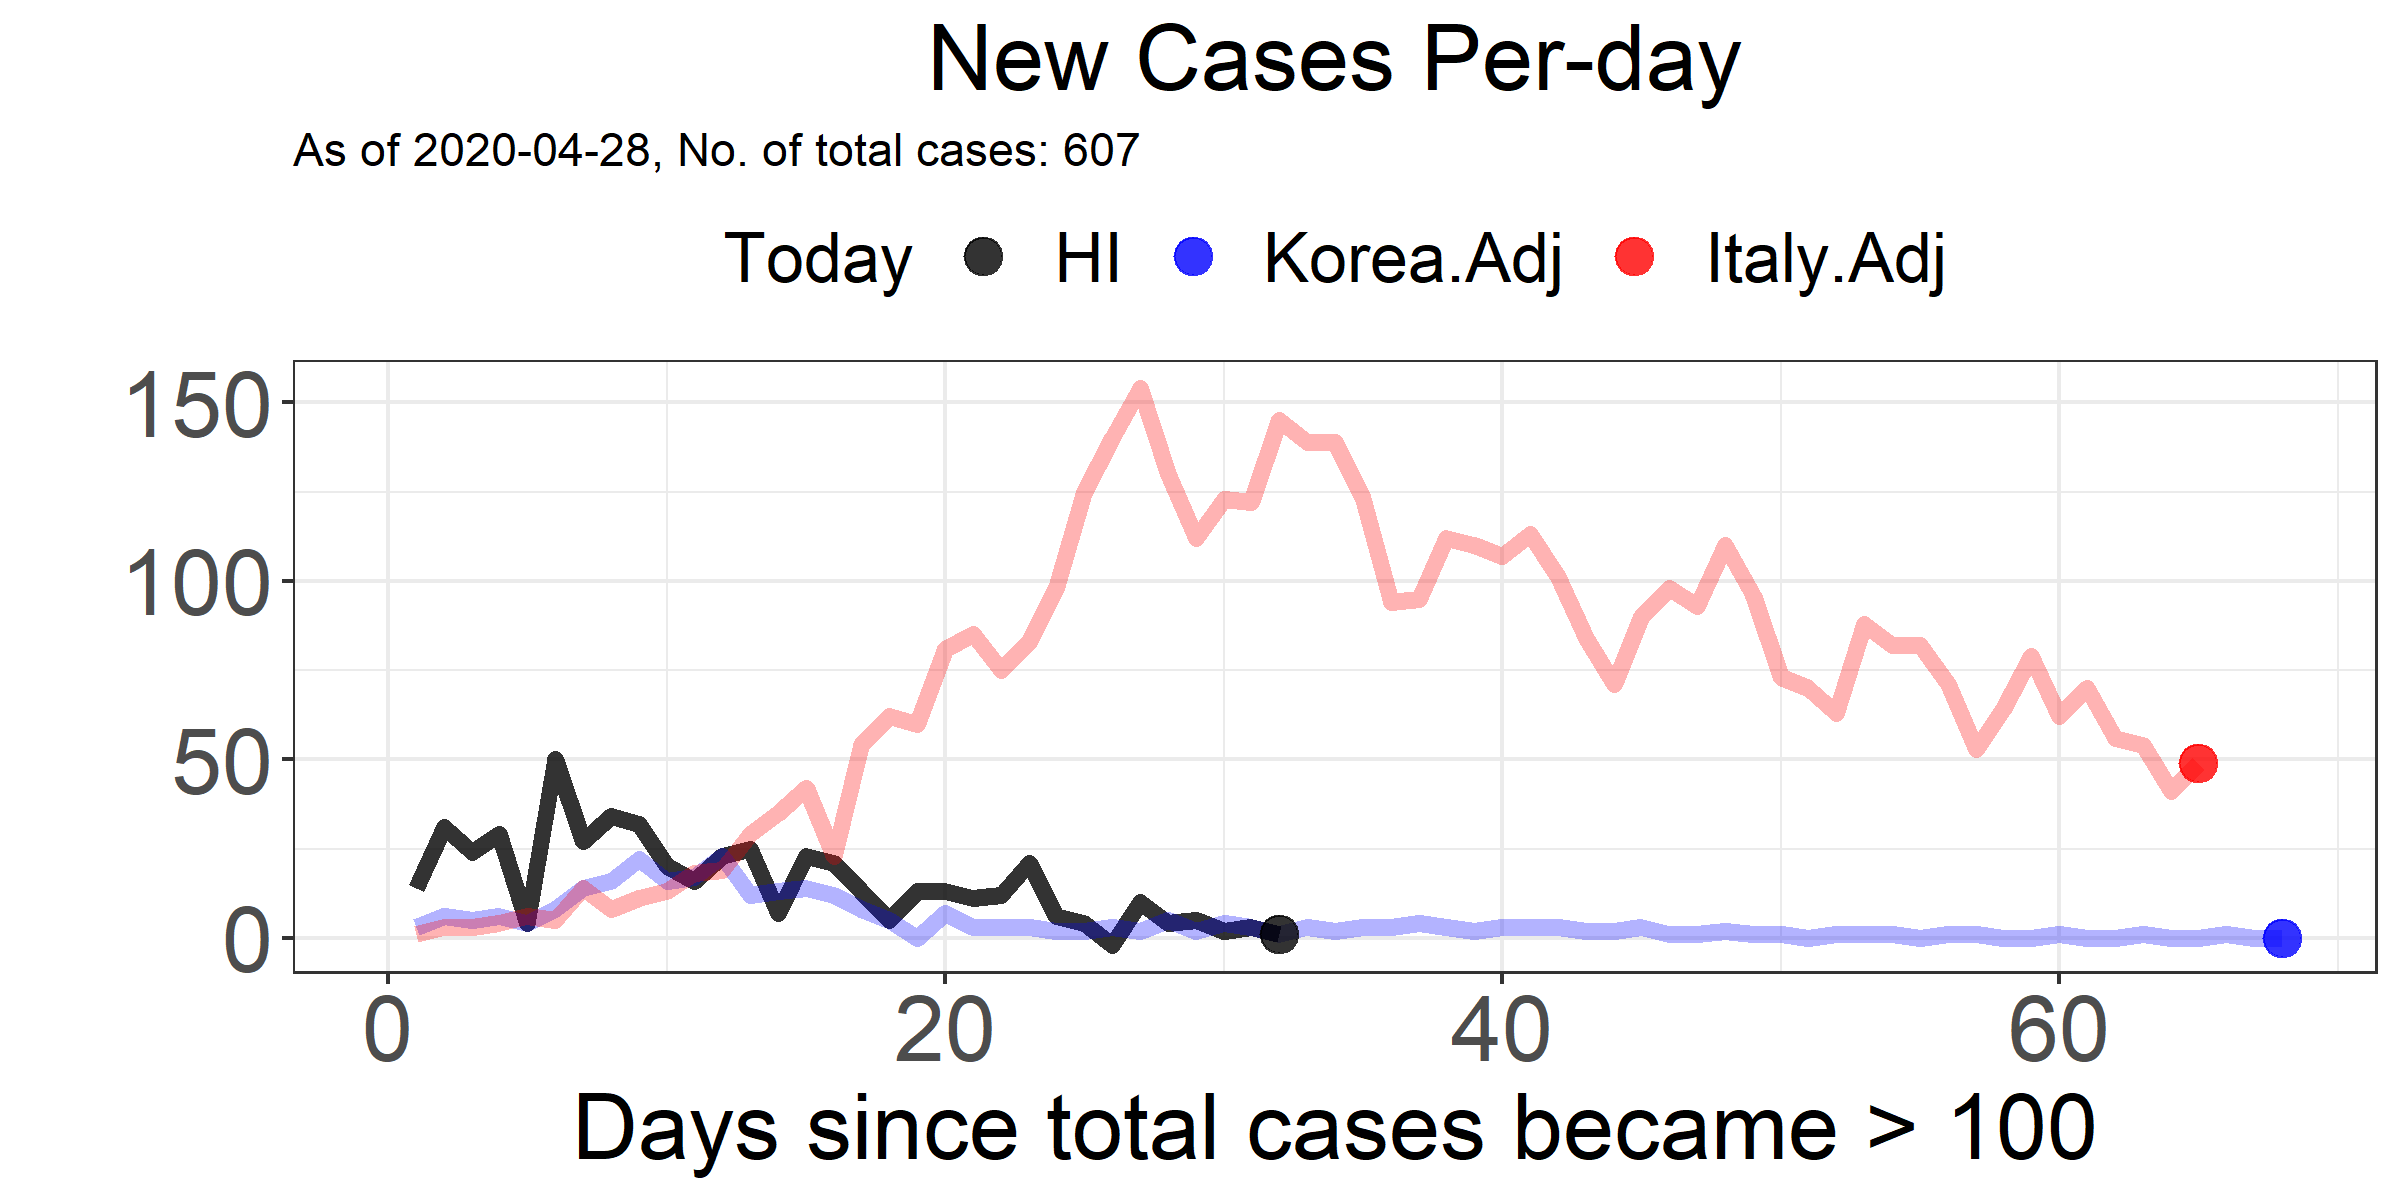 New Cases Per-day
As of 2020-04-28, No. of total cases: 607
Today HI Korea.Adj Italy.Adj
150
100
50
0
0 20 40 60
Days since total cases became > 100